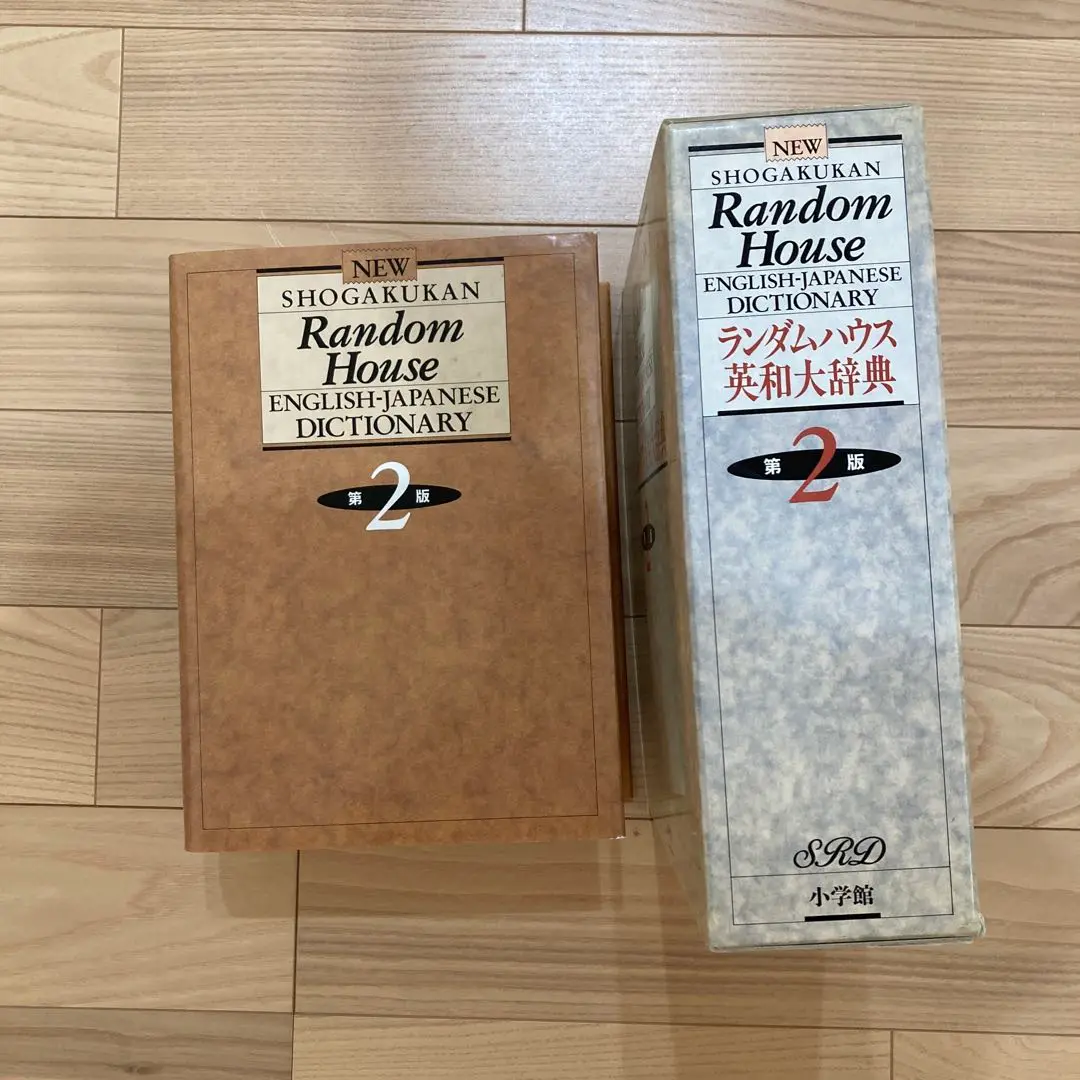 NEW
SHOGAKUKAN
Random
House
ENGLISH-JAPANESE
DICTIONARY
第2版
NEW
SHOGAKUKAN
Random
House
ENGLISH-JAPANESE
DICTIONARY
ランダムハウス
英和大辞典
第2版
SRD
小学館